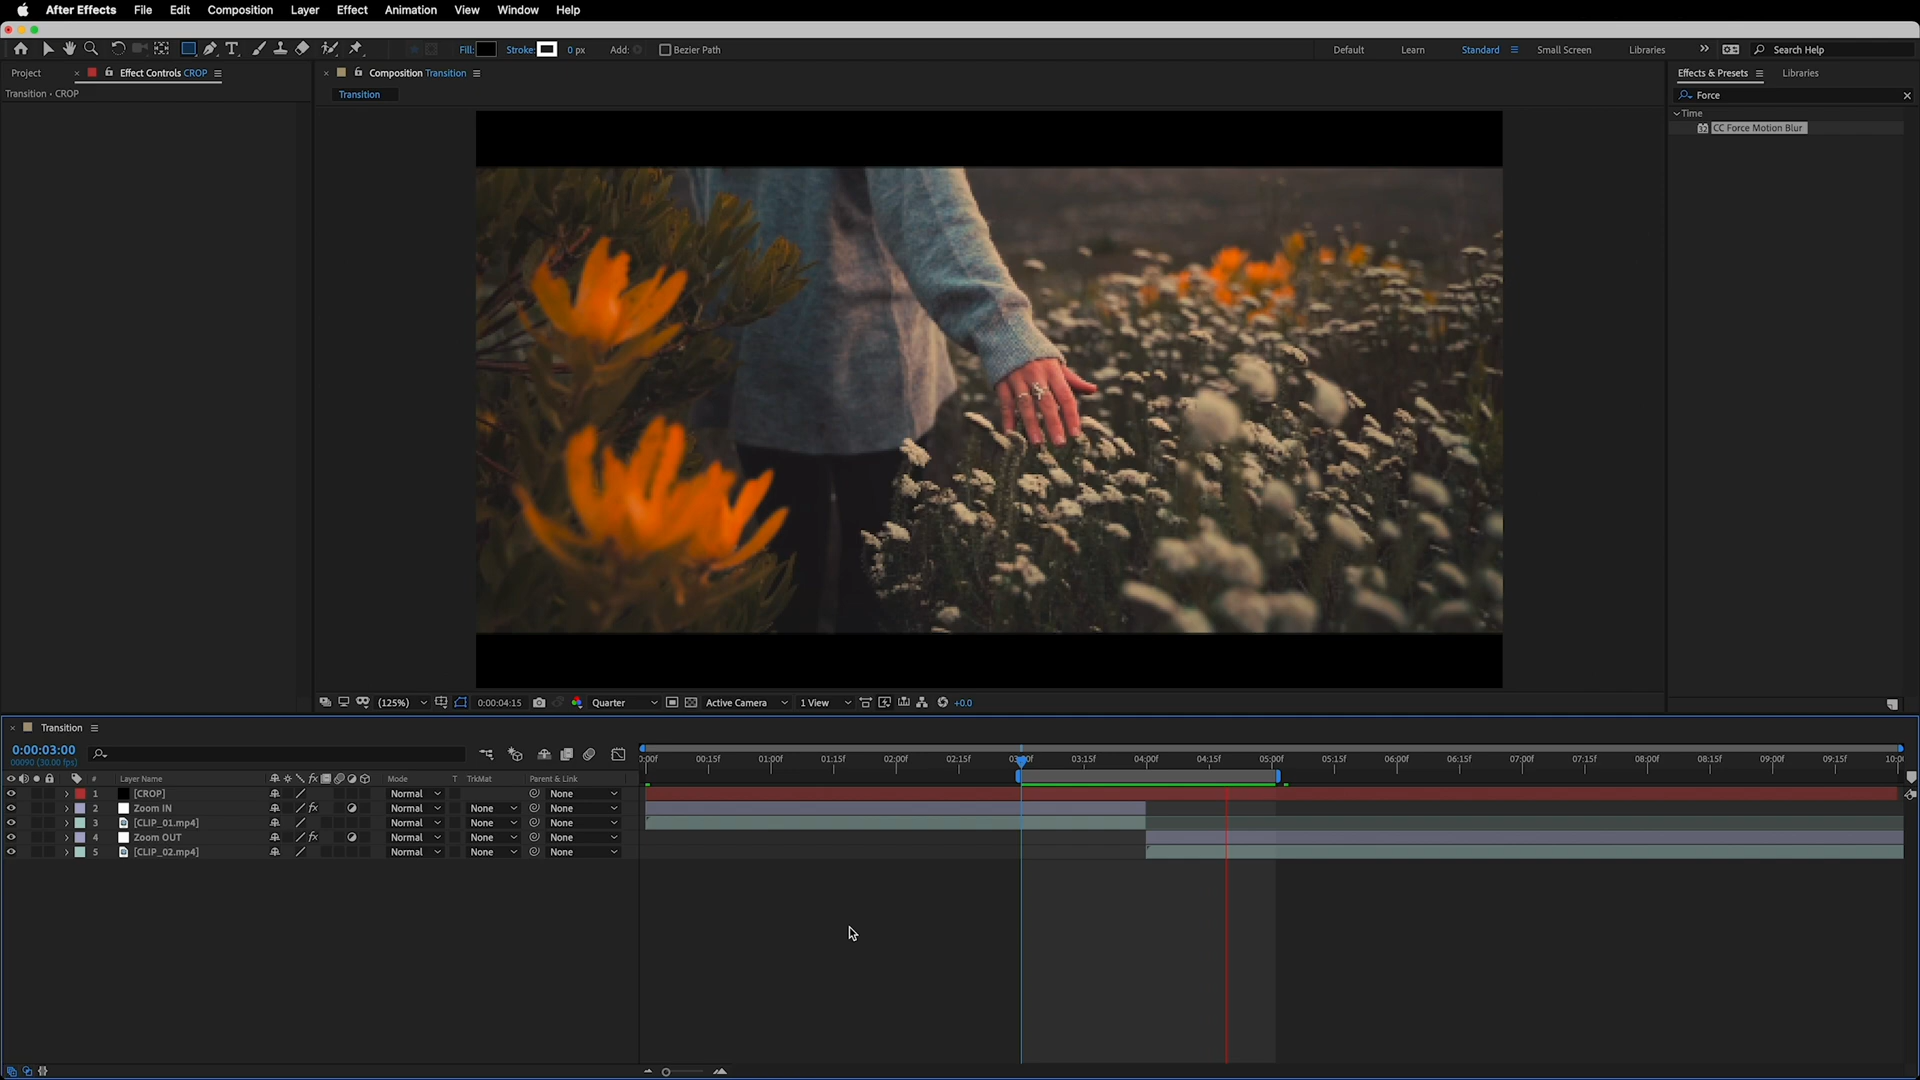 After Effects File Edit Composition Layer Effect Animation View Window Help
Fill: Stroke: 0 px Add: Bezier Path Default Learn Standard Small Screen Libraries Search Help
Project Effect Controls CROP
Transition • CROP
Composition Transition
Transition
Effects & Presets Libraries
Force
Time
CC Force Motion Blur
(125%) 0:00:04:15 Quarter Active Camera 1 View +0.0
Transition
0:00:03:00
00090 (30.00 fps)
# Layer Name Mode T TrkMat Parent & Link
00:15f 01:00f 01:15f 02:00f 02:15f 03:15f 04:00f 04:15f 05:00f 05:15f 06:00f 06:15f 07:00f 07:15f 08:00f 08:15f 09:00f 09:15f
1 [CROP] Normal None
2 Zoom IN fx Normal None None
3 [CLIP_01.mp4] Normal None None
4 Zoom OUT fx Normal None None
5 [CLIP_02.mp4] Normal None None